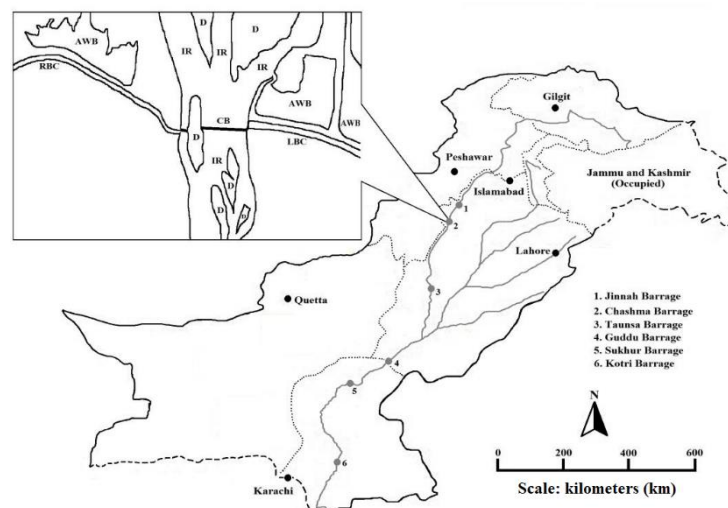 D
D
AWB
IR
IR
IR
RBC
AWB
CB
D
LBC
AWB
IR
D
D
D
Gilgit
Peshawar
Islamabad
Jammu and Kashmir
(Occupied)
1
2
Lahore
3
Quetta
1. Jinnah Barrage
2. Chashma Barrage
3. Taunsa Barrage
4. Guddu Barrage
5. Sukhur Barrage
6. Kotri Barrage
4
5
N
6
Karachi
0 200 400 600
Scale: kilometers (km)